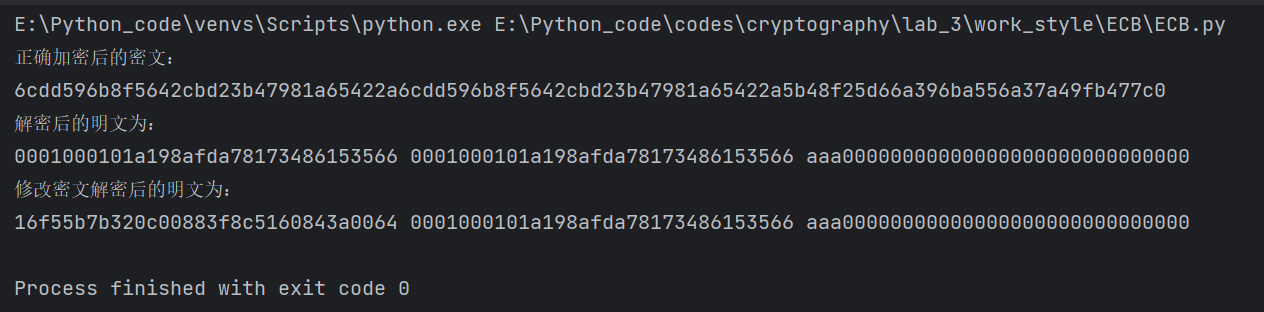 E:\Python_code\venvs\Scripts\python.exe E:\Python_code\codes\cryptography\lab_3\work_style\ECB\ECB.py
正确加密后的密文:
6cdd596b8f5642cbd23b47981a65422a6cdd596b8f5642cbd23b47981a65422a5b48f25d66a396ba556a37a49fb477c0
解密后的明文为:
0001000101a198afda78173486153566 0001000101a198afda78173486153566 aaa00000000000000000000000000000
修改密文解密后的明文为:
16f55b7b320c00883f8c5160843a0064 0001000101a198afda78173486153566 aaa00000000000000000000000000000
Process finished with exit code 0